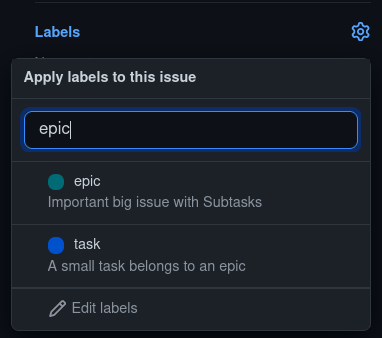 Labels
Apply labels to this issue
epic
epic
Important big issue with Subtasks
task
A small task belongs to an epic
Edit labels